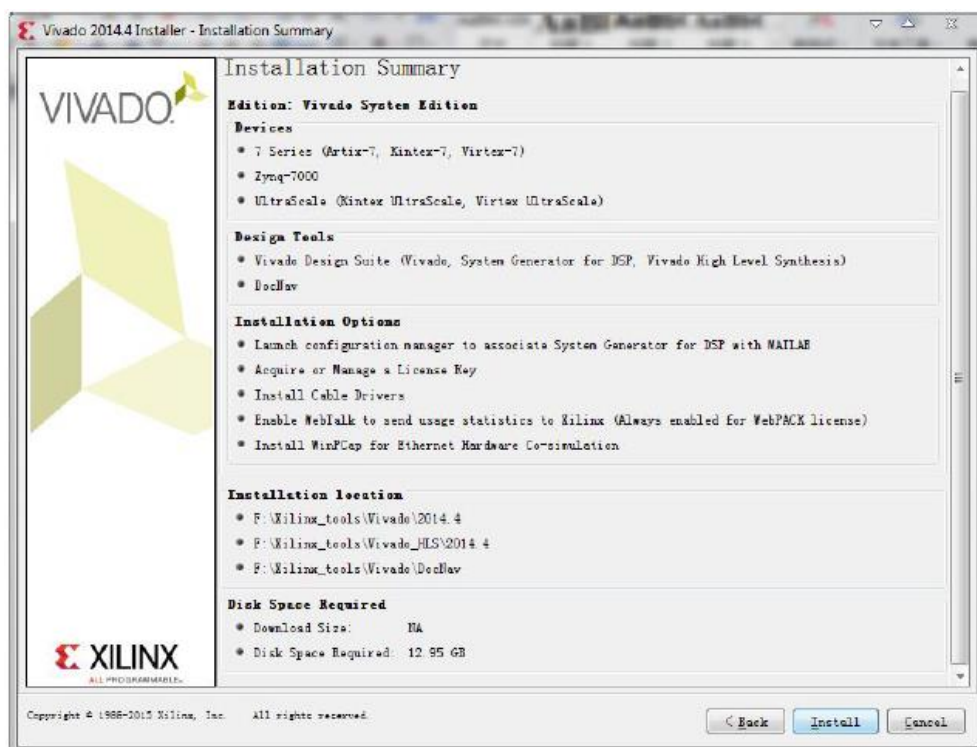 Vivado 2014.4 Installer - Installation Summary
VIVADO.
Installation Summary
Edition: Vivado System Edition
Devices
7 Series (Artix-7, Kintex-7, Virtex-7)
Zynq-7000
UltraScale (Kintex UltraScale, Virtex UltraScale)
Design Tools
Vivado Design Suite (Vivado, System Generator for DSP, Vivado High Level Synthesis)
DocNav
Installation Options
Launch configuration manager to associate System Generator for DSP with MATLAB
Acquire or Manage a License Key
Install Cable Drivers
Enable WebTalk to send usage statistics to Xilinx (Always enabled for WebPACK license)
Install WinPCap for Ethernet Hardware Co-simulation
Installation location
F:\Xilinx_tools\Vivado\2014.4
F:\Xilinx_tools\Vivado_HLS\2014.4
F:\Xilinx_tools\Vivado\DocNav
Disk Space Required
Download Size: NA
Disk Space Required: 12.95 GB
XILINX
ALL PROGRAMMABLE.
Copyright © 1986-2015 Xilinx, Inc. All rights reserved.
< Back Install Cancel